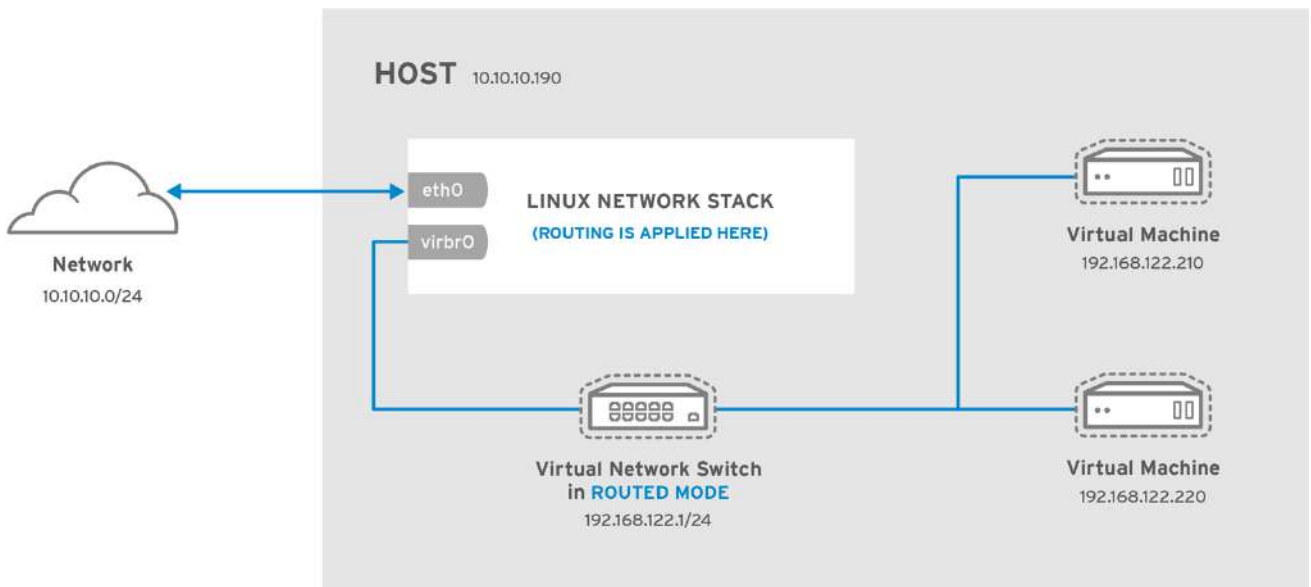 HOST 10.10.10.190
eth0
LINUX NETWORK STACK
(ROUTING IS APPLIED HERE)
virbr0
Network
10.10.10.0/24
Virtual Machine
192.168.122.210
Virtual Network Switch
in ROUTED MODE
192.168.122.1/24
Virtual Machine
192.168.122.220